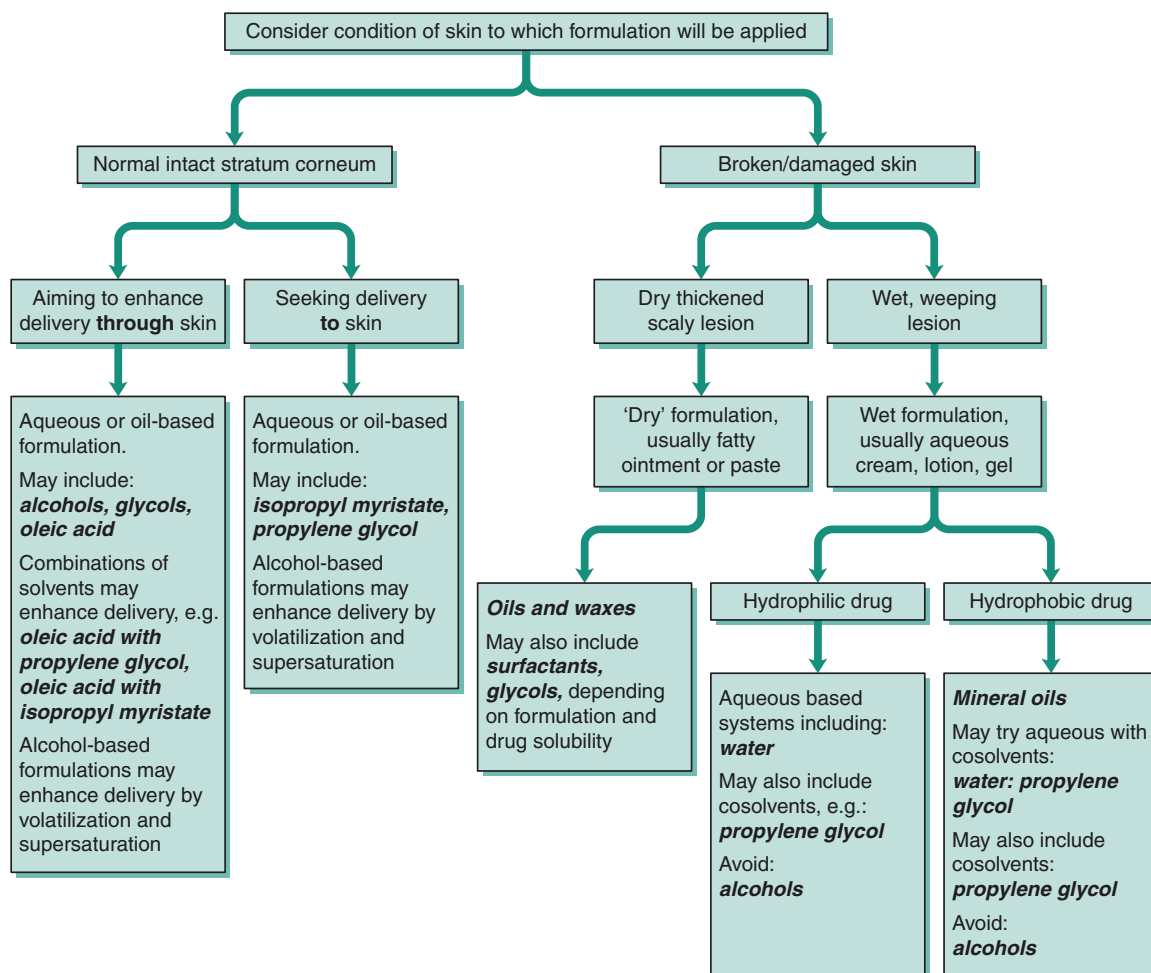 Consider condition of skin to which formulation will be applied
Normal intact stratum corneum
Broken/damaged skin
Aiming to enhance
delivery through skin
Seeking delivery
to skin
Dry thickened
scaly lesion
Wet, weeping
lesion
Aqueous or oil-based
formulation.
May include:
alcohols, glycols,
oleic acid
Combinations of
solvents may
enhance delivery, e.g.
oleic acid with
propylene glycol,
oleic acid with
isopropyl myristate
Alcohol-based
formulations may
enhance delivery by
volatilization and
supersaturation
Aqueous or oil-based
formulation.
May include:
isopropyl myristate,
propylene glycol
Alcohol-based
formulations may
enhance delivery by
volatilization and
supersaturation
‘Dry’ formulation,
usually fatty
ointment or paste
Wet formulation,
usually aqueous
cream, lotion, gel
Oils and waxes
May also include
surfactants,
glycols, depending
on formulation and
drug solubility
Hydrophilic drug
Hydrophobic drug
Aqueous based
systems including:
water
May also include
cosolvents, e.g.:
propylene glycol
Avoid:
alcohols
Mineral oils
May try aqueous with
cosolvents:
water: propylene
glycol
May also include
cosolvents:
propylene glycol
Avoid:
alcohols